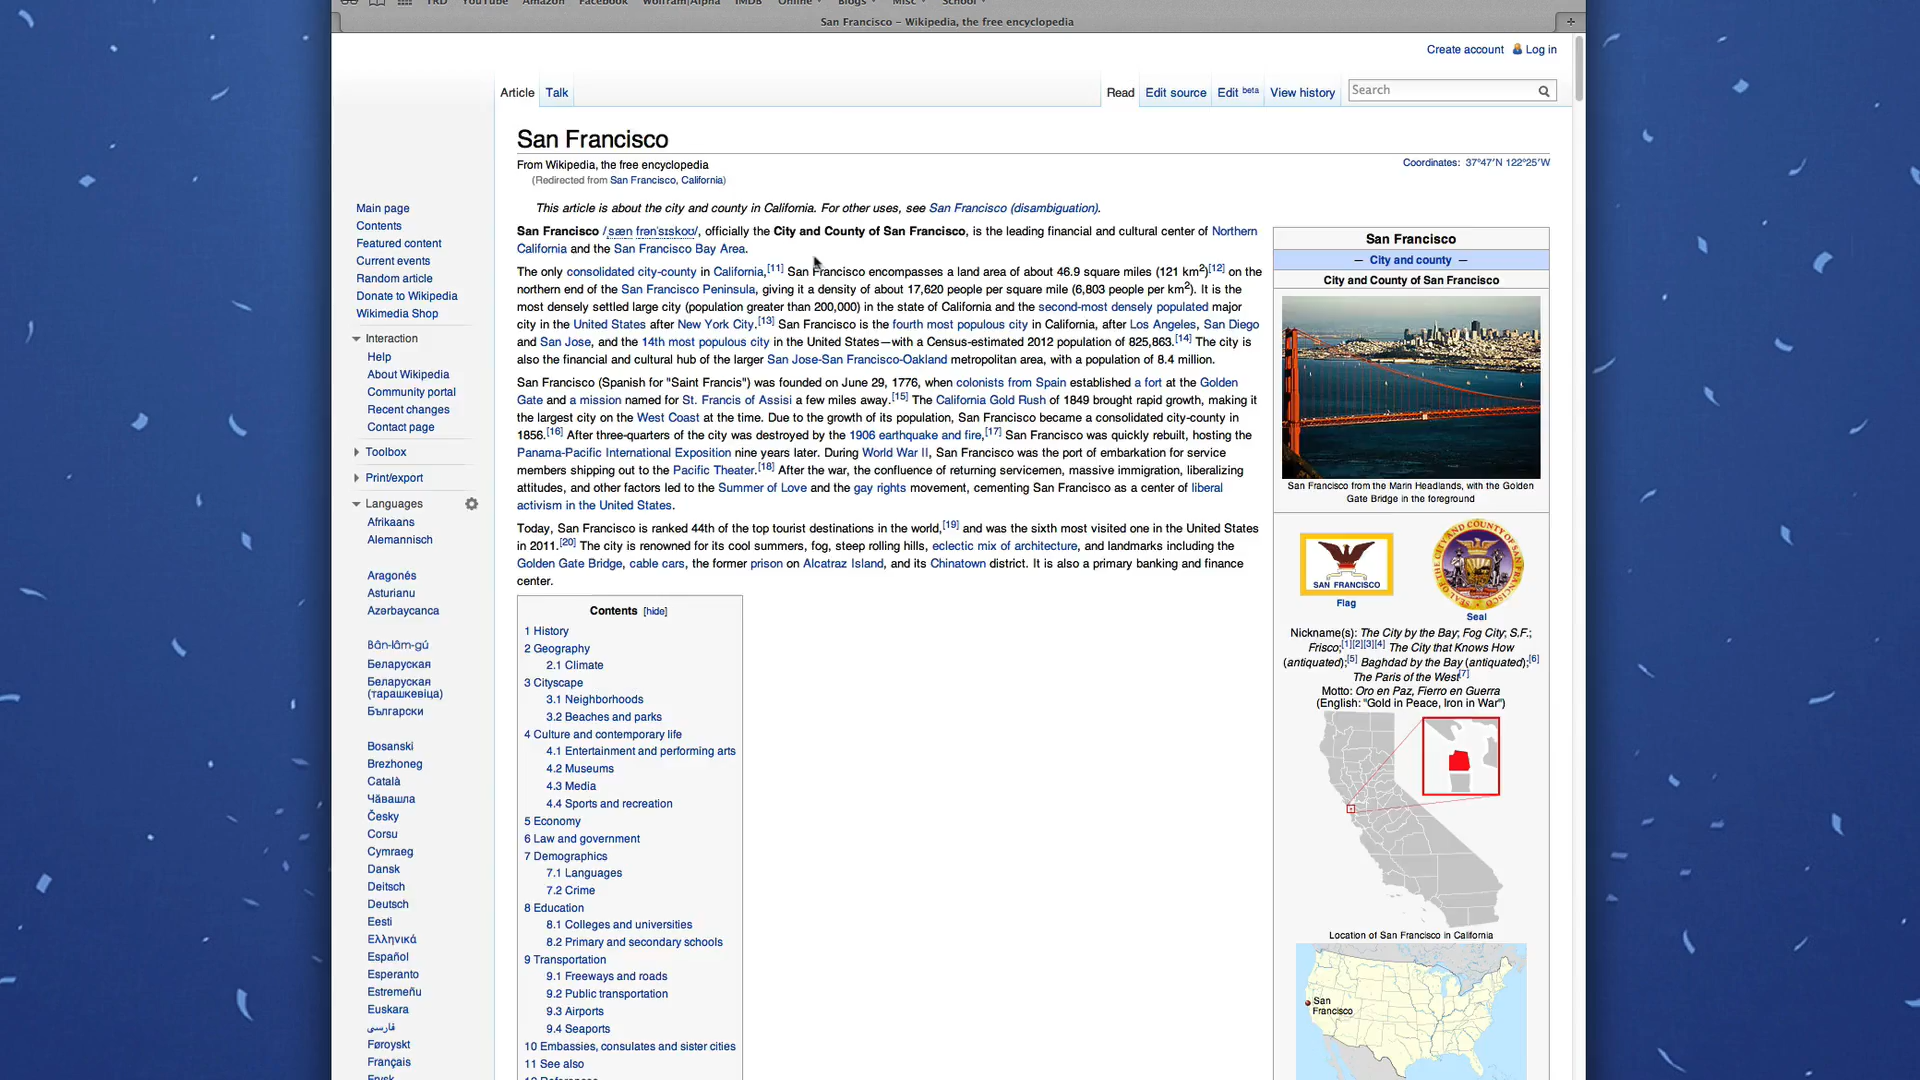 TRD YouTube Amazon Facebook Wolfram|Alpha IMDB Online Blogs Misc School
San Francisco – Wikipedia, the free encyclopedia
Create account Log in
Article Talk Read Edit source Edit beta View history Search
San Francisco
From Wikipedia, the free encyclopedia
Coordinates: 37°47′N 122°25′W
(Redirected from San Francisco, California)
This article is about the city and county in California. For other uses, see San Francisco (disambiguation).
San Francisco /ˌsæn frənˈsɪskoʊ/, officially the City and County of San Francisco, is the leading financial and cultural center of Northern
California and the San Francisco Bay Area.
The only consolidated city-county in California,[11] San Francisco encompasses a land area of about 46.9 square miles (121 km2)[12] on the
northern end of the San Francisco Peninsula, giving it a density of about 17,620 people per square mile (6,803 people per km2). It is the
most densely settled large city (population greater than 200,000) in the state of California and the second-most densely populated major
city in the United States after New York City.[13] San Francisco is the fourth most populous city in California, after Los Angeles, San Diego
and San Jose, and the 14th most populous city in the United States—with a Census-estimated 2012 population of 825,863.[14] The city is
also the financial and cultural hub of the larger San Jose-San Francisco-Oakland metropolitan area, with a population of 8.4 million.
San Francisco (Spanish for "Saint Francis") was founded on June 29, 1776, when colonists from Spain established a fort at the Golden
Gate and a mission named for St. Francis of Assisi a few miles away.[15] The California Gold Rush of 1849 brought rapid growth, making it
the largest city on the West Coast at the time. Due to the growth of its population, San Francisco became a consolidated city-county in
1856.[16] After three-quarters of the city was destroyed by the 1906 earthquake and fire,[17] San Francisco was quickly rebuilt, hosting the
Panama-Pacific International Exposition nine years later. During World War II, San Francisco was the port of embarkation for service
members shipping out to the Pacific Theater.[18] After the war, the confluence of returning servicemen, massive immigration, liberalizing
attitudes, and other factors led to the Summer of Love and the gay rights movement, cementing San Francisco as a center of liberal
activism in the United States.
Today, San Francisco is ranked 44th of the top tourist destinations in the world,[19] and was the sixth most visited one in the United States
in 2011.[20] The city is renowned for its cool summers, fog, steep rolling hills, eclectic mix of architecture, and landmarks including the
Golden Gate Bridge, cable cars, the former prison on Alcatraz Island, and its Chinatown district. It is also a primary banking and finance
center.
Contents [hide]
1 History
2 Geography
2.1 Climate
3 Cityscape
3.1 Neighborhoods
3.2 Beaches and parks
4 Culture and contemporary life
4.1 Entertainment and performing arts
4.2 Museums
4.3 Media
4.4 Sports and recreation
5 Economy
6 Law and government
7 Demographics
7.1 Languages
7.2 Crime
8 Education
8.1 Colleges and universities
8.2 Primary and secondary schools
9 Transportation
9.1 Freeways and roads
9.2 Public transportation
9.3 Airports
9.4 Seaports
10 Embassies, consulates and sister cities
11 See also
Main page
Contents
Featured content
Current events
Random article
Donate to Wikipedia
Wikimedia Shop
Interaction
Help
About Wikipedia
Community portal
Recent changes
Contact page
Toolbox
Print/export
Languages
Afrikaans
Alemannisch
Aragonés
Asturianu
Azərbaycanca
Bân-lâm-gú
Беларуская
Беларуская
(тарашкевіца)
Български
Bosanski
Brezhoneg
Català
Чӑвашла
Česky
Corsu
Cymraeg
Dansk
Deitsch
Deutsch
Eesti
Ελληνικά
Español
Esperanto
Estremeñu
Euskara
فارسی
Føroyskt
Français
San Francisco
— City and county —
City and County of San Francisco
San Francisco from the Marin Headlands, with the Golden
Gate Bridge in the foreground
SAN FRANCISCO
Flag
SEAL OF THE CITY AND COUNTY OF SAN FRANCISCO
Seal
Nickname(s): The City by the Bay; Fog City; S.F.;
Frisco;[1][2][3][4] The City that Knows How
(antiquated);[5] Baghdad by the Bay (antiquated);[6]
The Paris of the West[7]
Motto: Oro en Paz, Fierro en Guerra
(English: "Gold in Peace, Iron in War")
Location of San Francisco in California
San
Francisco